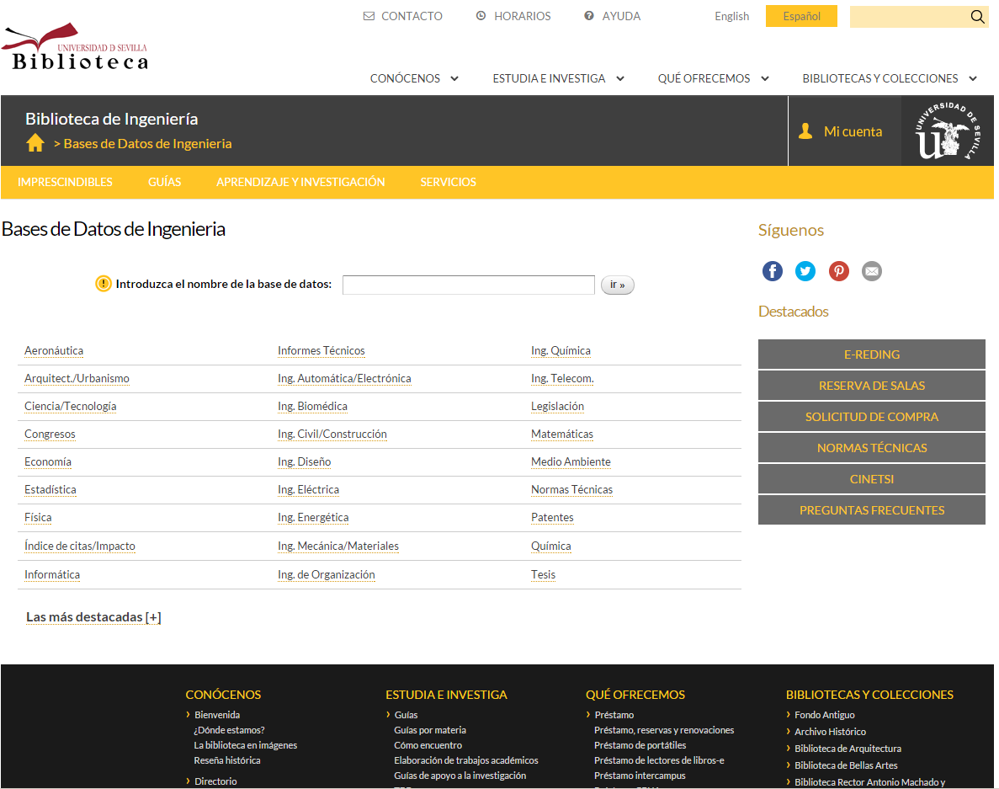 CONTACTO HORARIOS AYUDA English Español
UNIVERSIDAD D SEVILLA
Biblioteca
CONÓCENOS ESTUDIA E INVESTIGA QUÉ OFRECEMOS BIBLIOTECAS Y COLECCIONES
Biblioteca de Ingeniería
> Bases de Datos de Ingenieria
Mi cuenta
UNIVERSIDAD DE SEVILLA
IMPRESCINDIBLES GUÍAS APRENDIZAJE Y INVESTIGACIÓN SERVICIOS
Bases de Datos de Ingenieria
Introduzca el nombre de la base de datos: ir »
Aeronáutica Informes Técnicos Ing. Química
Arquitect./Urbanismo Ing. Automática/Electrónica Ing. Telecom.
Ciencia/Tecnología Ing. Biomédica Legislación
Congresos Ing. Civil/Construcción Matemáticas
Economía Ing. Diseño Medio Ambiente
Estadística Ing. Eléctrica Normas Técnicas
Física Ing. Energética Patentes
Índice de citas/Impacto Ing. Mecánica/Materiales Química
Informática Ing. de Organización Tesis
Las más destacadas [+]
Síguenos
Destacados
E-REDING
RESERVA DE SALAS
SOLICITUD DE COMPRA
NORMAS TÉCNICAS
CINETSI
PREGUNTAS FRECUENTES
CONÓCENOS
Bienvenida
¿Dónde estamos?
La biblioteca en imágenes
Reseña histórica
Directorio
ESTUDIA E INVESTIGA
Guías
Guías por materia
Cómo encuentro
Elaboración de trabajos académicos
Guías de apoyo a la investigación
QUÉ OFRECEMOS
Préstamo
Préstamo, reservas y renovaciones
Préstamo de portátiles
Préstamo de lectores de libros-e
Préstamo intercampus
BIBLIOTECAS Y COLECCIONES
Fondo Antiguo
Archivo Histórico
Biblioteca de Arquitectura
Biblioteca de Bellas Artes
Biblioteca Rector Antonio Machado y